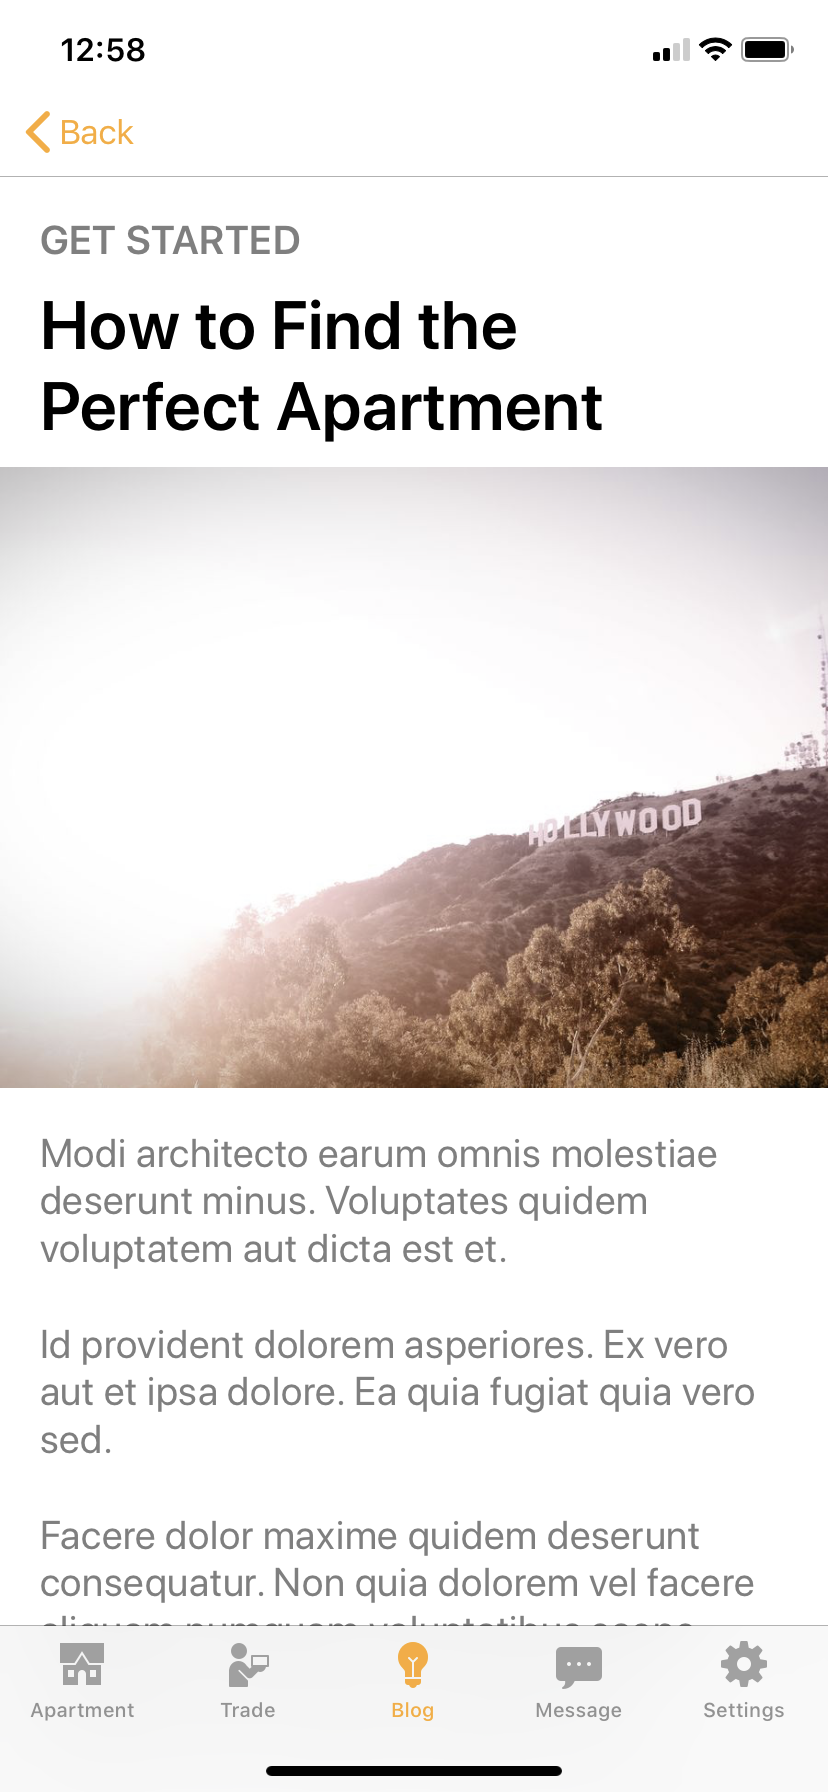 12:58
Back
GET STARTED
How to Find the
Perfect Apartment
HOLLYWOOD
Modi architecto earum omnis molestiae
deserunt minus. Voluptates quidem
voluptatem aut dicta est et.
Id provident dolorem asperiores. Ex vero
aut et ipsa dolore. Ea quia fugiat quia vero
sed.
Facere dolor maxime quidem deserunt
consequatur. Non quia dolorem vel facere
Apartment
Trade
Blog
Message
Settings